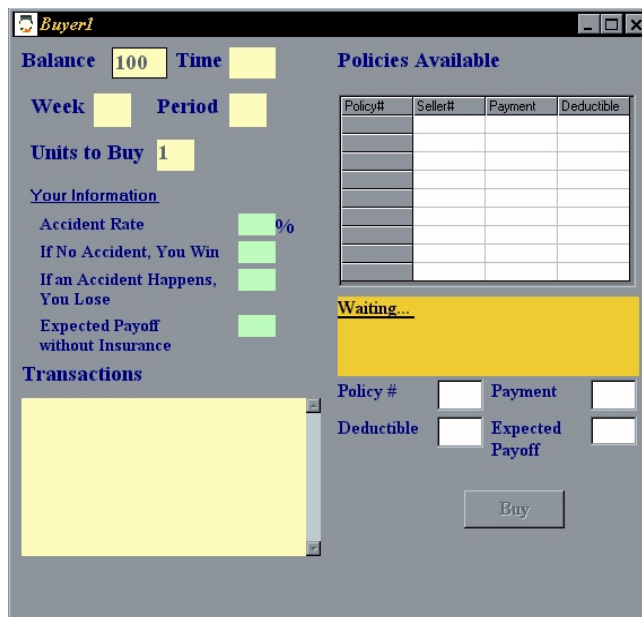 Buyer1
Balance 100 Time
Week Period
Units to Buy 1
Your Information
Accident Rate %
If No Accident, You Win
If an Accident Happens,
You Lose
Expected Payoff
without Insurance
Transactions
Policies Available
Policy# Seller# Payment Deductible
Waiting...
Policy # Payment
Deductible Expected
Payoff
Buy